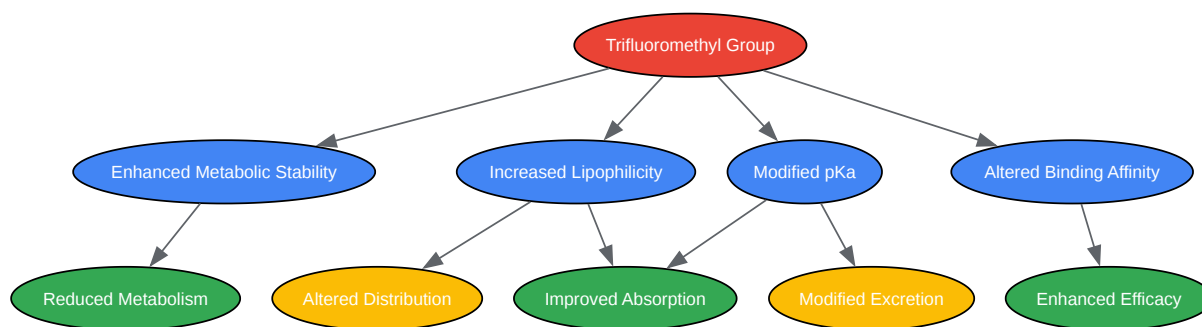 Trifluoromethyl Group
Enhanced Metabolic Stability
Increased Lipophilicity
Modified pKa
Altered Binding Affinity
Reduced Metabolism
Altered Distribution
Improved Absorption
Modified Excretion
Enhanced Efficacy